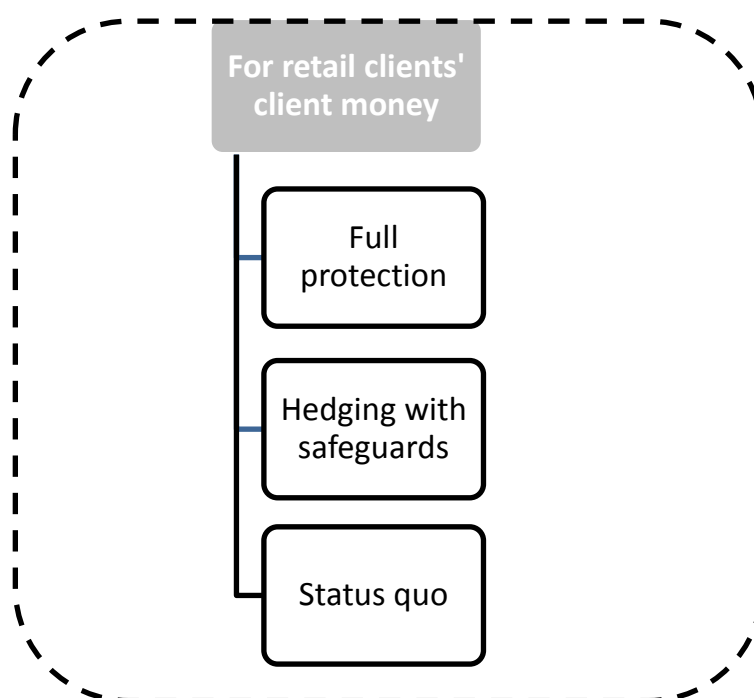 For retail clients'
client money
Full
protection
Hedging with
safeguards
Status quo